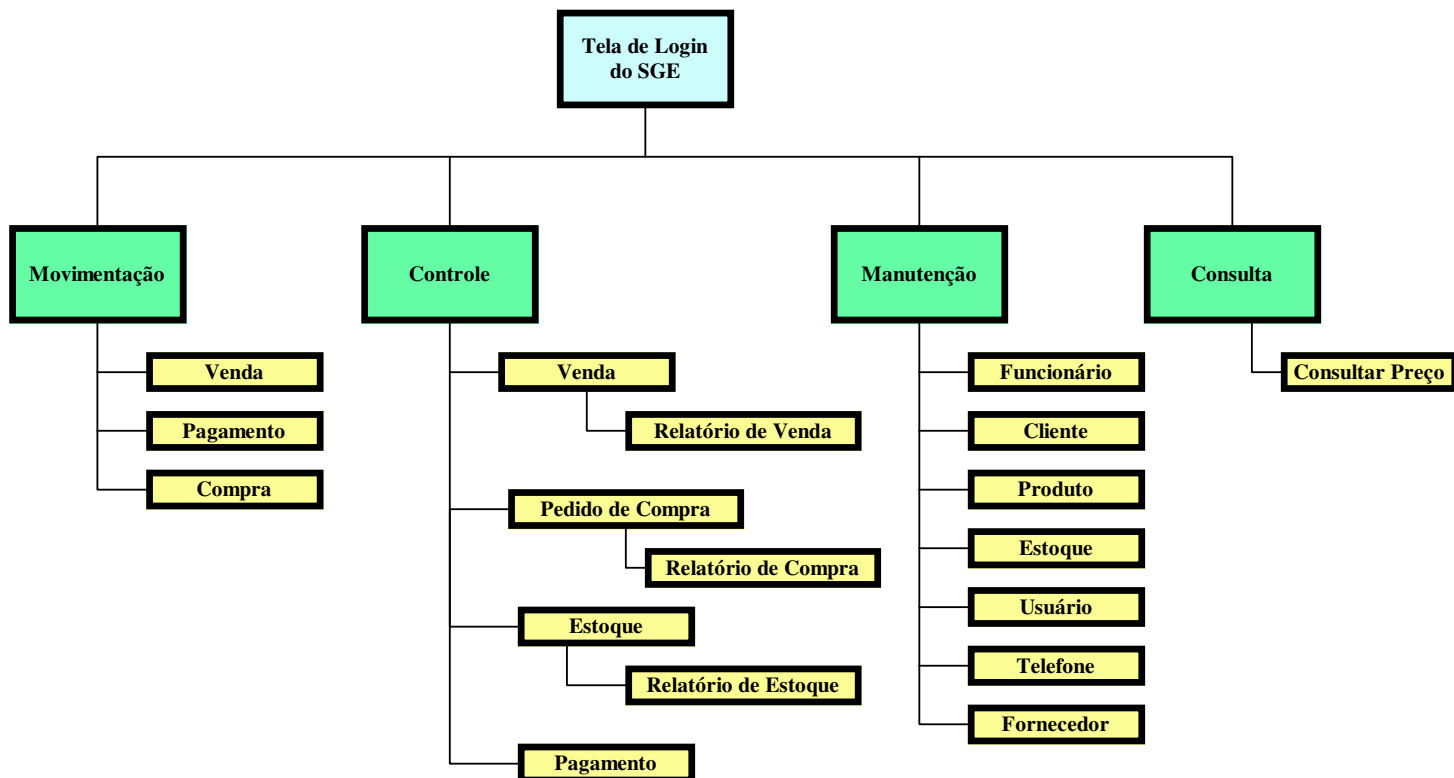 Tela de Login
do SGE
Movimentação
Controle
Manutenção
Consulta
Venda
Pagamento
Compra
Venda
Relatório de Venda
Pedido de Compra
Relatório de Compra
Estoque
Relatório de Estoque
Pagamento
Funcionário
Cliente
Produto
Estoque
Usuário
Telefone
Fornecedor
Consultar Preço